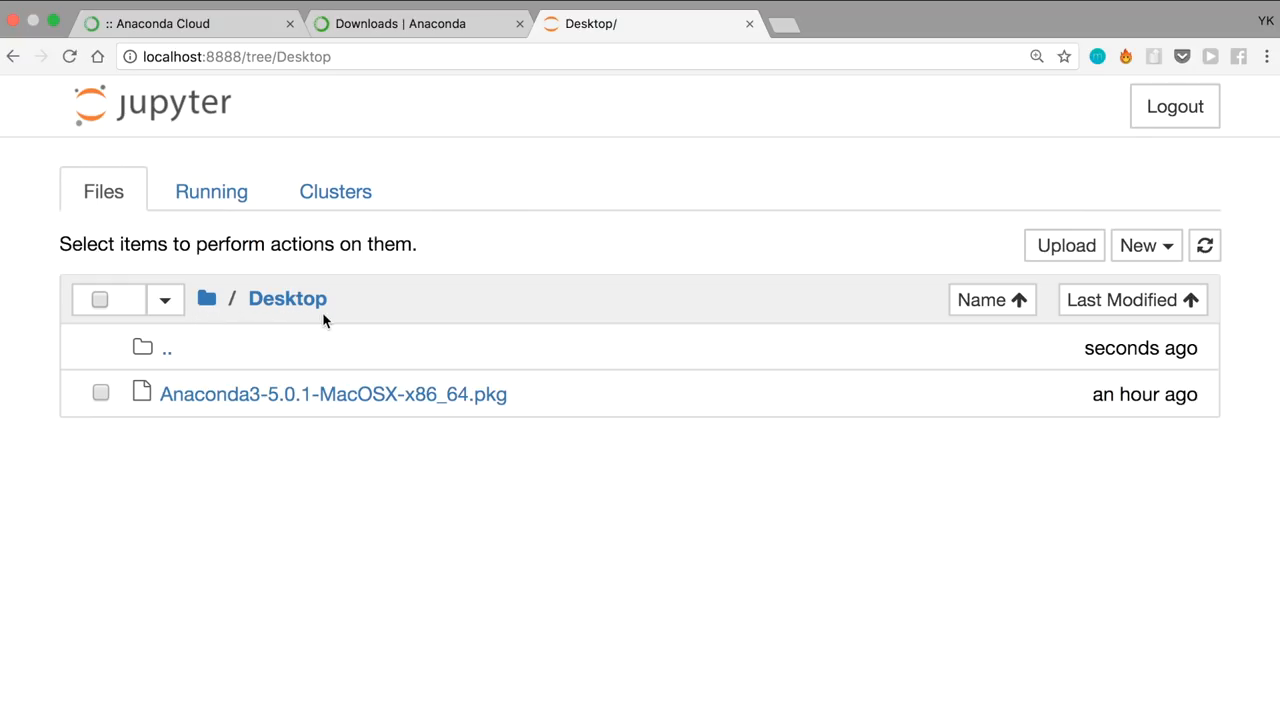 :: Anaconda Cloud
Downloads | Anaconda
Desktop/
YK
localhost:8888/tree/Desktop
jupyter
Logout
Files
Running
Clusters
Select items to perform actions on them.
Upload
New
/ Desktop
Name
Last Modified
..
seconds ago
Anaconda3-5.0.1-MacOSX-x86_64.pkg
an hour ago